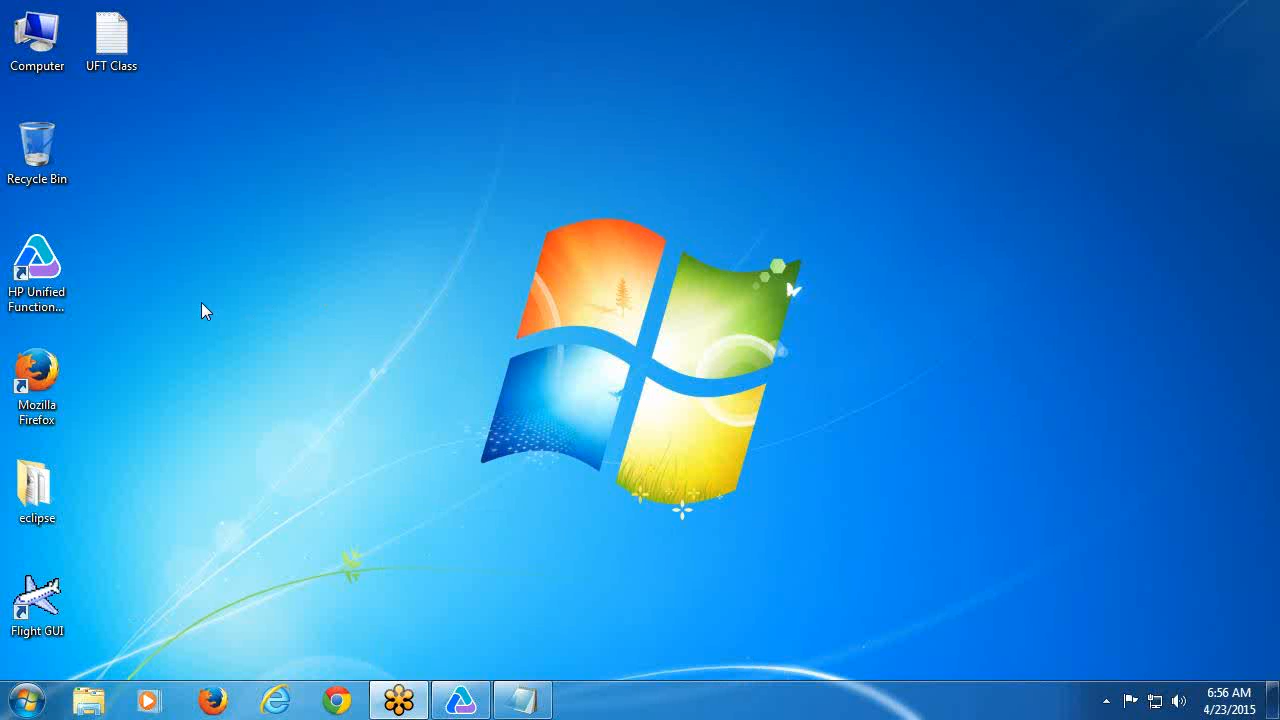 Computer
UFT Class
Recycle Bin
HP Unified
Function...
Mozilla
Firefox
eclipse
Flight GUI
6:56 AM
4/23/2015